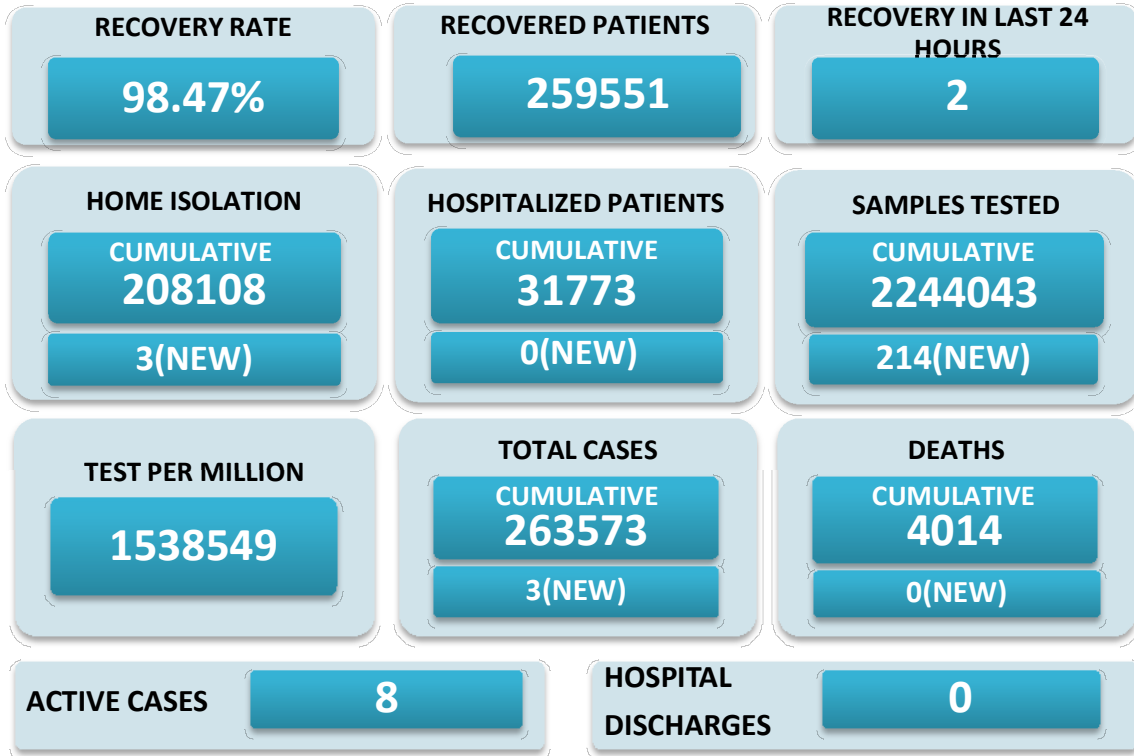 RECOVERY RATE
98.47%
RECOVERED PATIENTS
259551
RECOVERY IN LAST 24
HOURS
2
HOME ISOLATION
CUMULATIVE
208108
3(NEW)
HOSPITALIZED PATIENTS
CUMULATIVE
31773
0(NEW)
SAMPLES TESTED
CUMULATIVE
2244043
214(NEW)
TEST PER MILLION
1538549
TOTAL CASES
CUMULATIVE
263573
3(NEW)
DEATHS
CUMULATIVE
4014
0(NEW)
ACTIVE CASES
8
HOSPITAL
DISCHARGES
0